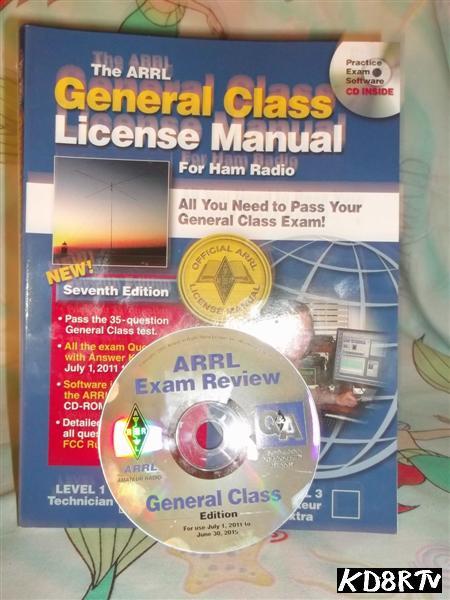 The ARRL
General Class
License Manual
For Ham Radio
Practice
Exam
Software
CD INSIDE
All You Need to Pass Your
General Class Exam!
OFFICIAL ARRL
LICENSE MANUAL
NEW!
Seventh Edition
• Pass the 35-question
General Class test.
• All the exam
with Answer
July 1, 2011
• Software
the ARRL
CD-ROM
• Detailed
all
FCC
LEVEL 1
Technician
3
ARRL
Exam Review
ARRL
AMATEUR RADIO
Q&A
General Class
Edition
For use July 1, 2011 to
June 30, 2015
KD8RTv